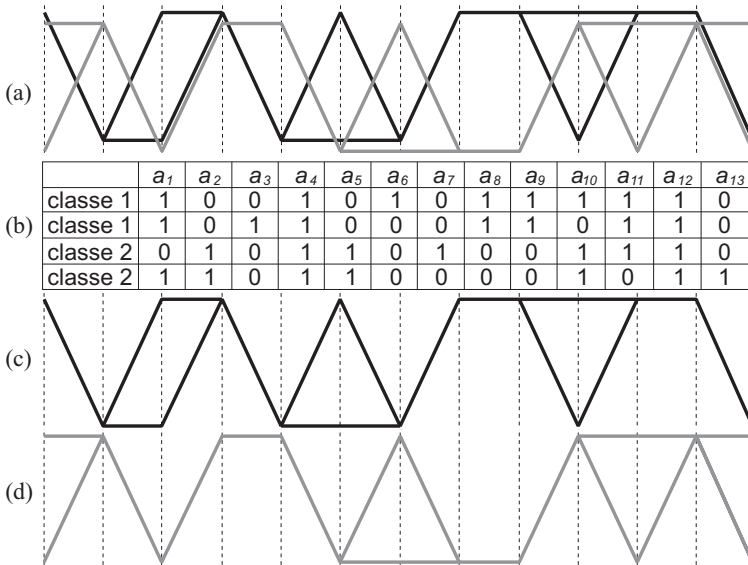 (a)
a1 a2 a3 a4 a5 a6 a7 a8 a9 a10 a11 a12 a13
classe 1 1 0 0 1 0 1 0 1 1 1 1 1 0
(b)
classe 1 1 0 1 1 0 0 0 1 1 0 1 1 0
classe 2 0 1 0 1 1 0 1 0 0 1 1 1 0
classe 2 1 1 0 1 1 0 0 0 0 1 0 1 1
(c)
(d)